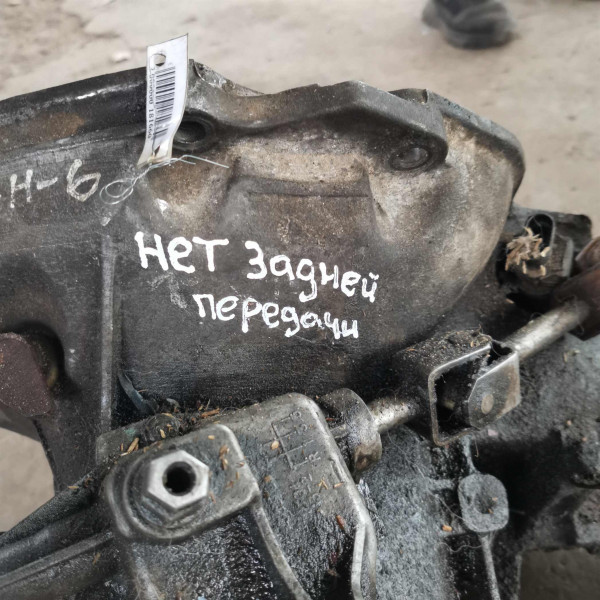 н-6
нет задней
передачи